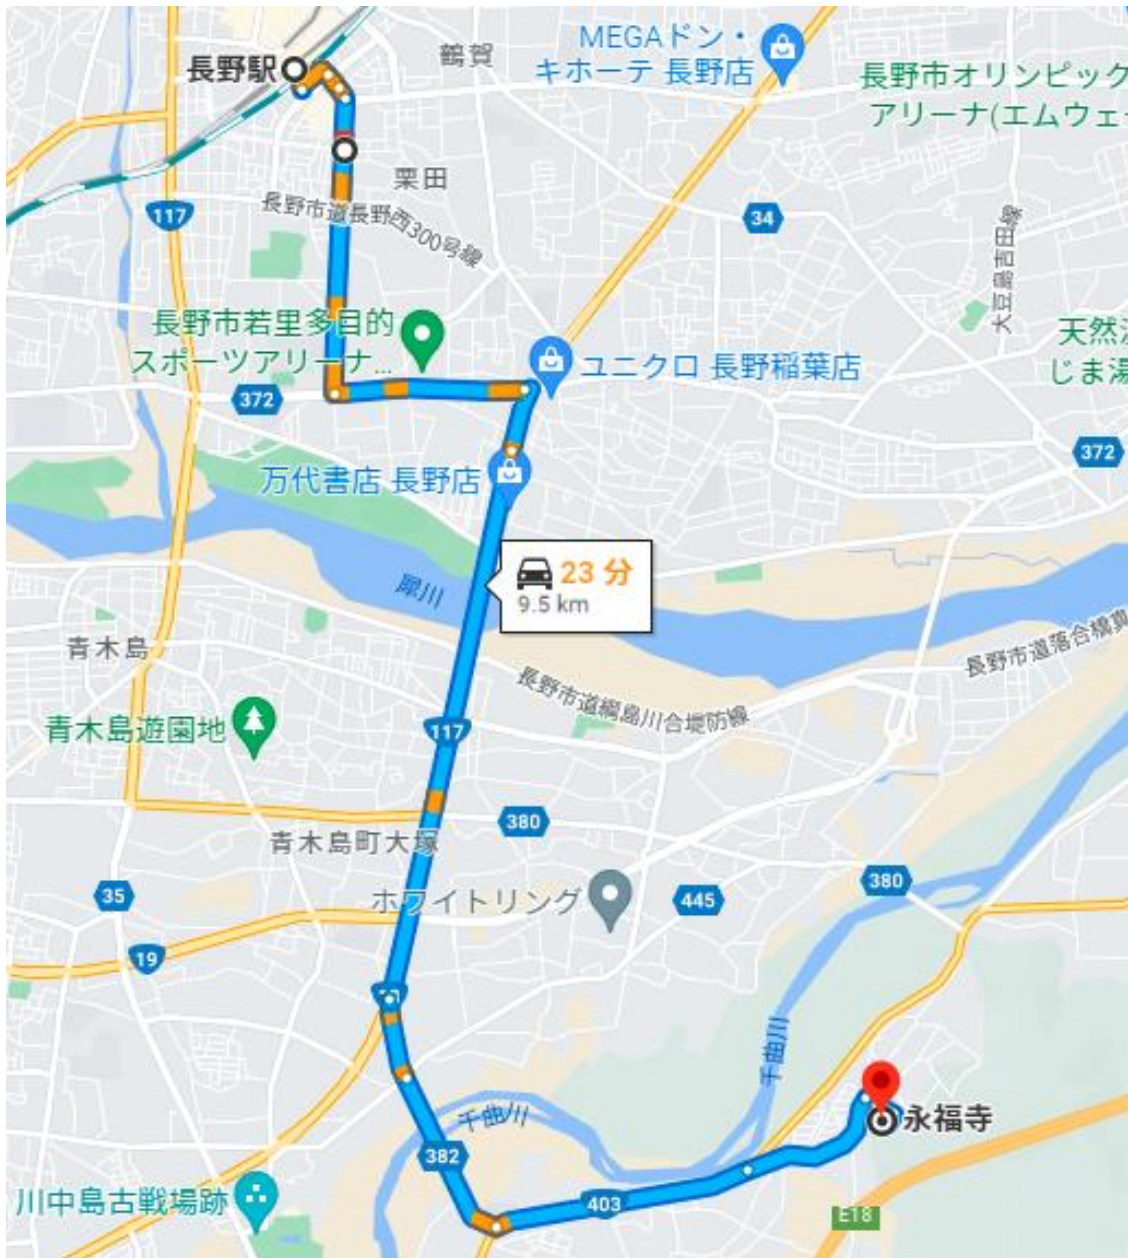 長野駅
鶴賀
MEGAドン・
キホーテ 長野店
長野市オリンピック
アリーナ(エムウェー
栗田
117
長野市道長野西300号線
34
大豆島吉田線
長野市若里多目的
スポーツアリーナ...
天然温
じま湯
ユニクロ 長野稲葉店
372
372
万代書店 長野店
23 分
9.5 km
犀川
青木島
長野市道落合橋真
長野市道綱島川合堤防線
青木島遊園地
117
380
青木島町大塚
380
35
ホワイトリング
445
19
千曲川
千曲川
永福寺
382
川中島古戦場跡
403
E18